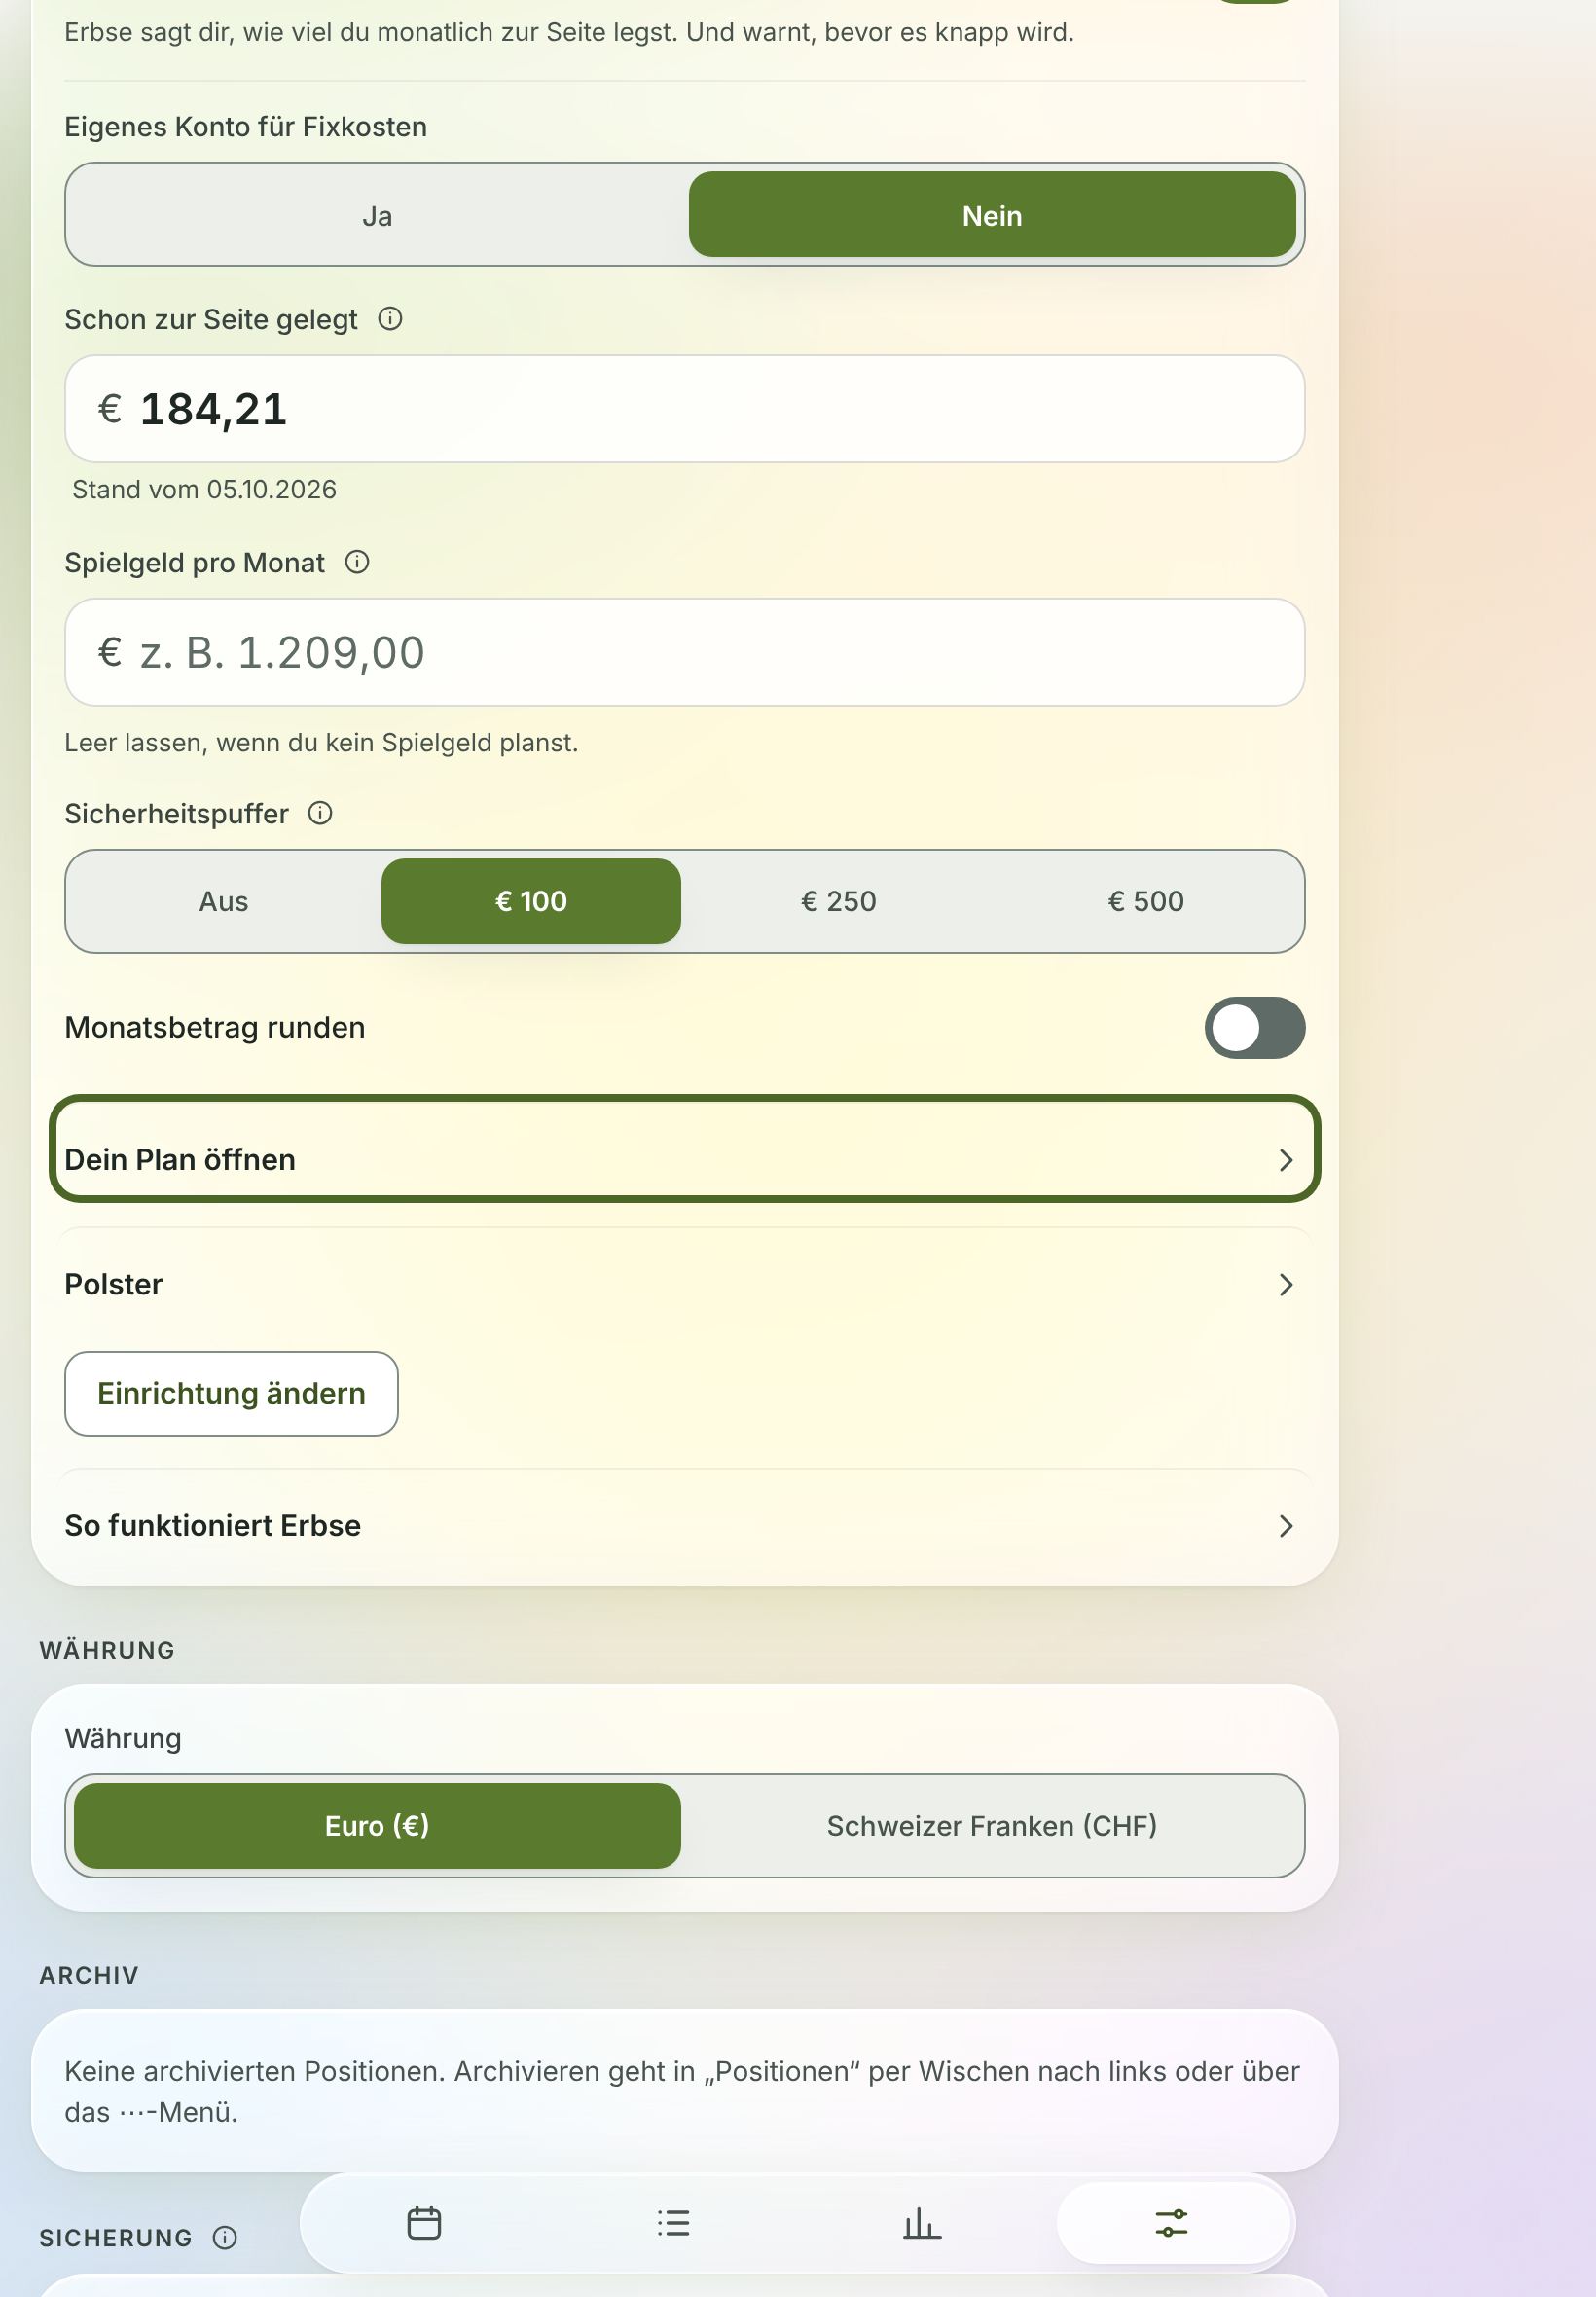 Erbse sagt dir, wie viel du monatlich zur Seite legst. Und warnt, bevor es knapp wird.
Eigenes Konto für Fixkosten
Ja
Nein
Schon zur Seite gelegt
€ 184,21
Stand vom 05.10.2026
Spielgeld pro Monat
€ z. B. 1.209,00
Leer lassen, wenn du kein Spielgeld planst.
Sicherheitspuffer
Aus
€ 100
€ 250
€ 500
Monatsbetrag runden
Dein Plan öffnen
Polster
Einrichtung ändern
So funktioniert Erbse
WÄHRUNG
Währung
Euro (€)
Schweizer Franken (CHF)
ARCHIV
Keine archivierten Positionen. Archivieren geht in „Positionen“ per Wischen nach links oder über
das ···-Menü.
SICHERUNG